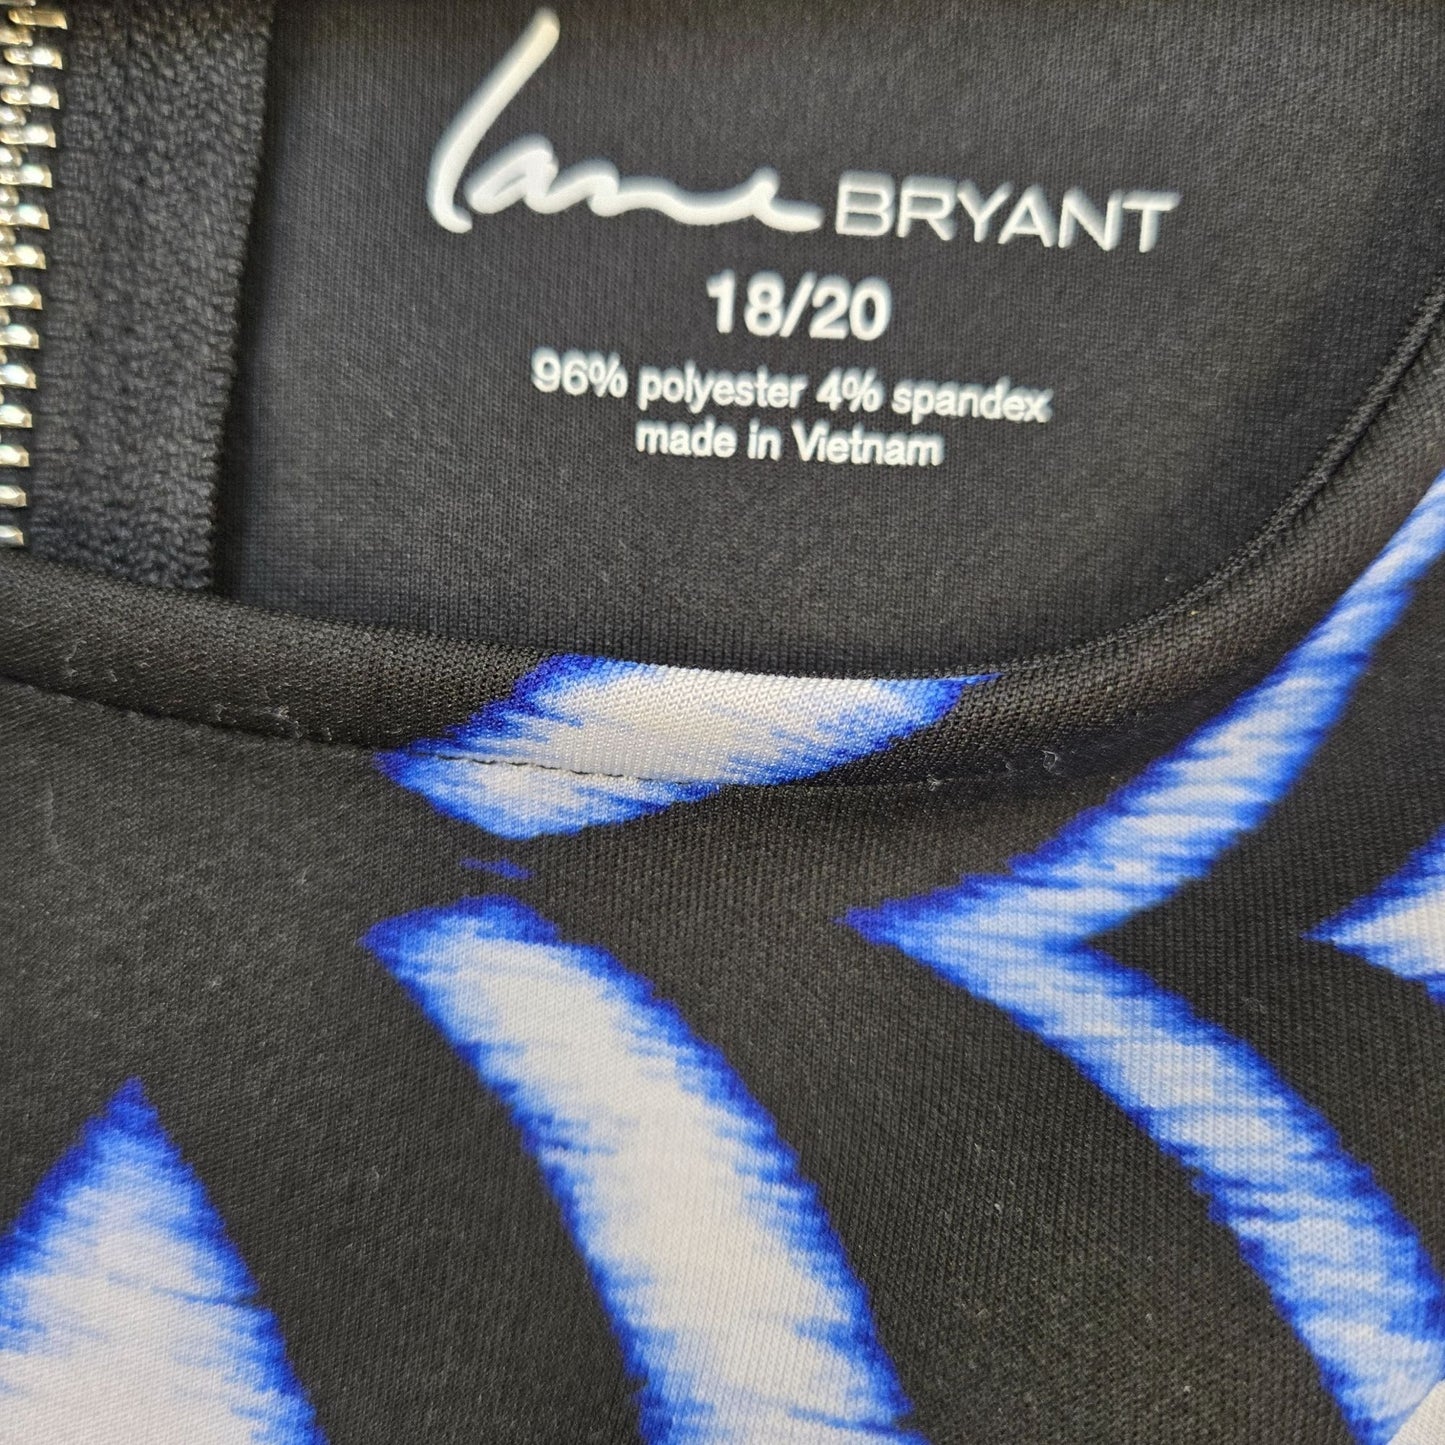 lane BRYANT
18/20
96% polyester 4% spandex
made in Vietnam